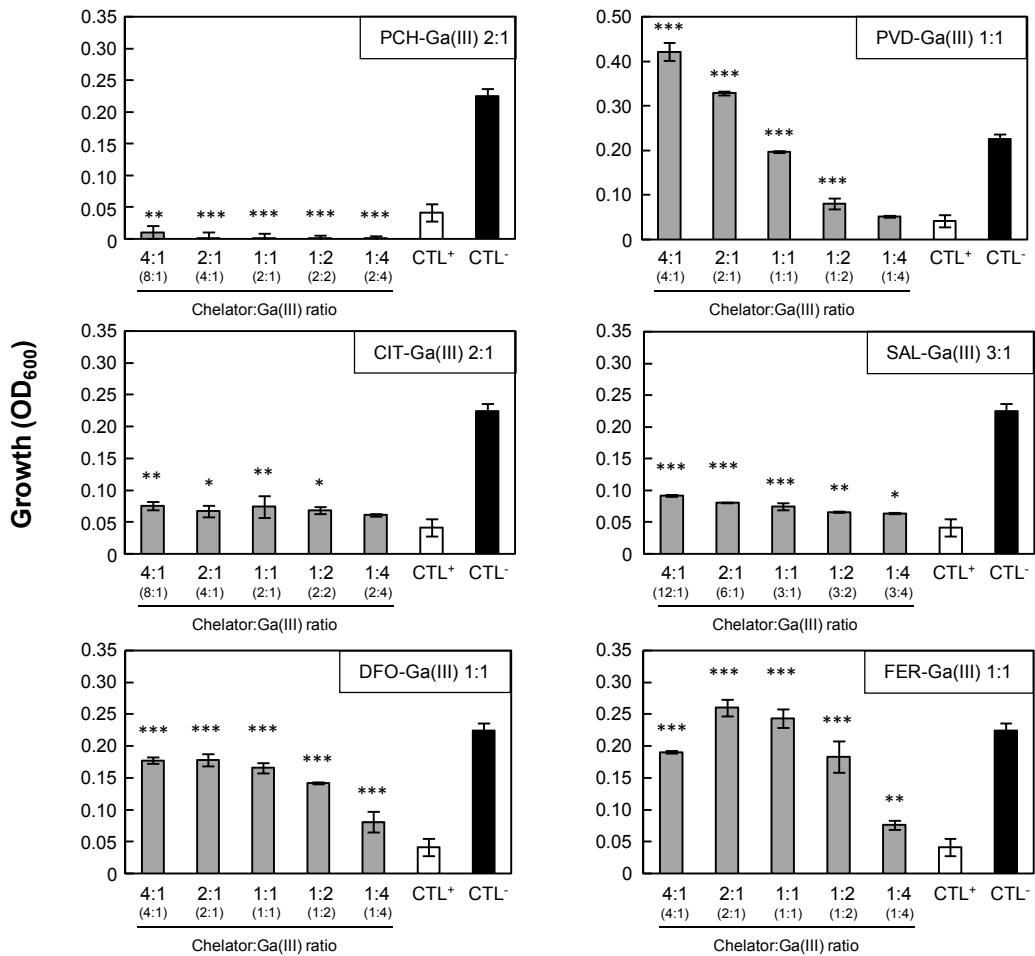 Growth (OD600)
PCH-Ga(III) 2:1
0.35
0.30
0.25
0.20
0.15
0.10
0.05
0
** *** *** *** ***
4:1 2:1 1:1 1:2 1:4 CTL+ CTL-
(8:1) (4:1) (2:1) (2:2) (2:4)
Chelator:Ga(III) ratio
PVD-Ga(III) 1:1
0.50
0.40
0.30
0.20
0.10
0
*** *** *** ***
4:1 2:1 1:1 1:2 1:4 CTL+ CTL-
(4:1) (2:1) (1:1) (1:2) (1:4)
Chelator:Ga(III) ratio
CIT-Ga(III) 2:1
0.35
0.30
0.25
0.20
0.15
0.10
0.05
0
** * ** *
4:1 2:1 1:1 1:2 1:4 CTL+ CTL-
(8:1) (4:1) (2:1) (2:2) (2:4)
Chelator:Ga(III) ratio
SAL-Ga(III) 3:1
0.35
0.30
0.25
0.20
0.15
0.10
0.05
0
*** *** *** ** *
4:1 2:1 1:1 1:2 1:4 CTL+ CTL-
(12:1) (6:1) (3:1) (3:2) (3:4)
Chelator:Ga(III) ratio
DFO-Ga(III) 1:1
0.35
0.30
0.25
0.20
0.15
0.10
0.05
0
*** *** *** *** ***
4:1 2:1 1:1 1:2 1:4 CTL+ CTL-
(4:1) (2:1) (1:1) (1:2) (1:4)
Chelator:Ga(III) ratio
FER-Ga(III) 1:1
0.35
0.30
0.25
0.20
0.15
0.10
0.05
0
*** *** *** *** **
4:1 2:1 1:1 1:2 1:4 CTL+ CTL-
(4:1) (2:1) (1:1) (1:2) (1:4)
Chelator:Ga(III) ratio